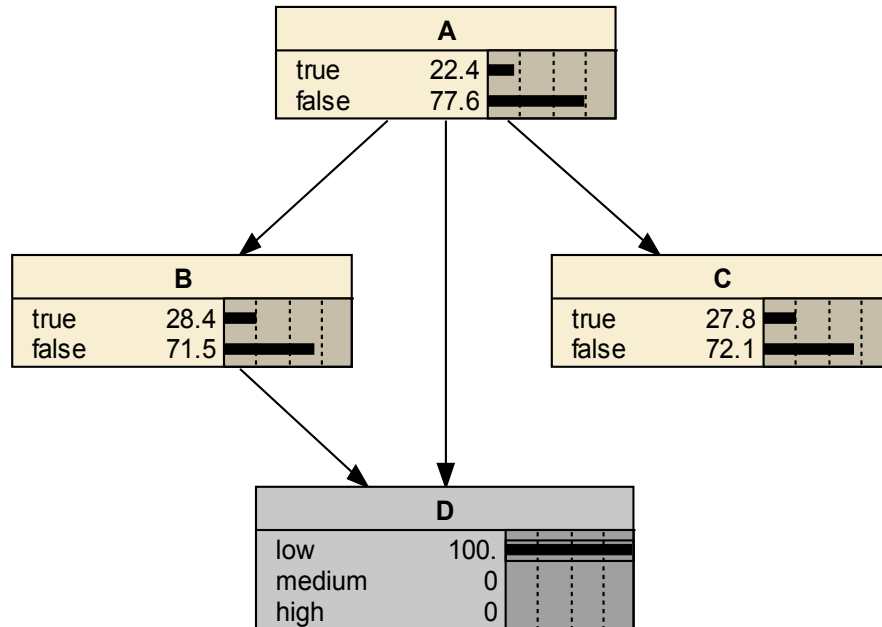 A
true 22.4
false 77.6
B
true 28.4
false 71.5
C
true 27.8
false 72.1
D
low 100.
medium 0
high 0